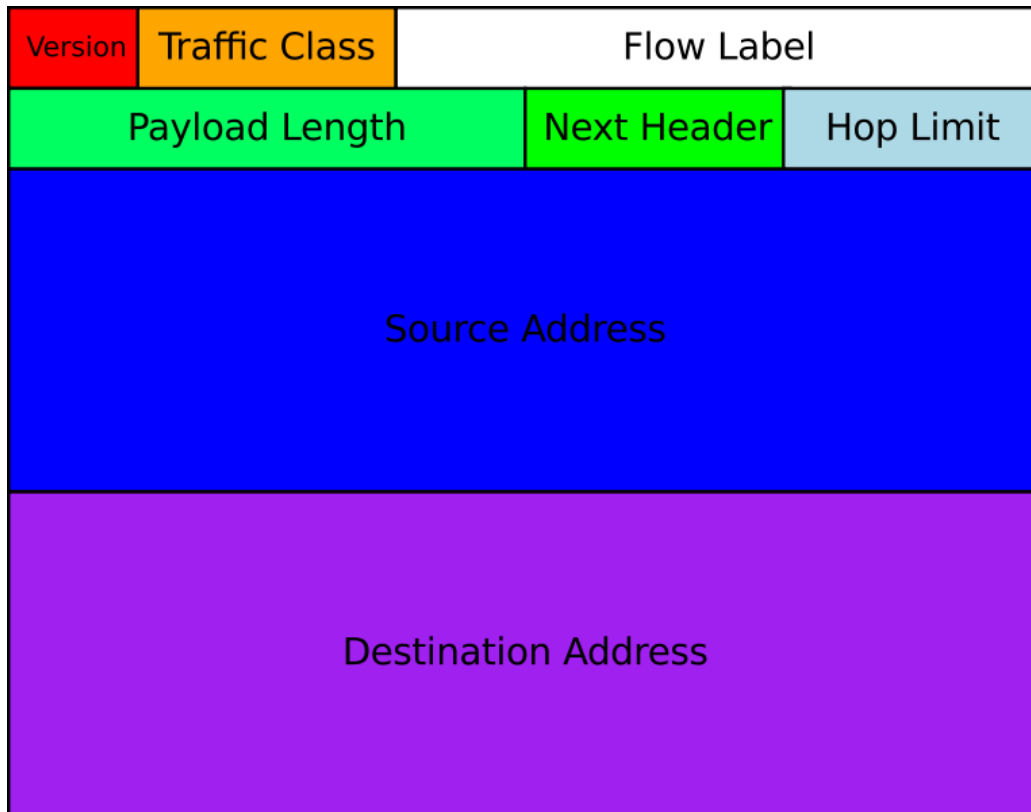 Version Traffic Class Flow Label
Payload Length Next Header Hop Limit
Source Address
Destination Address